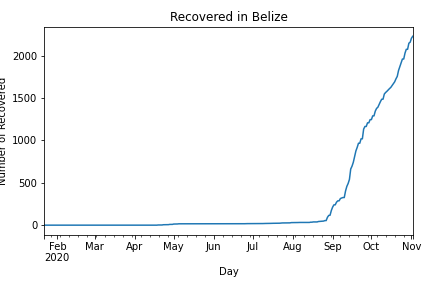 Recovered in Belize
Number of Recovered
2000
1500
1000
500
0
Feb Mar Apr May Jun Jul Aug Sep Oct Nov
2020
Day